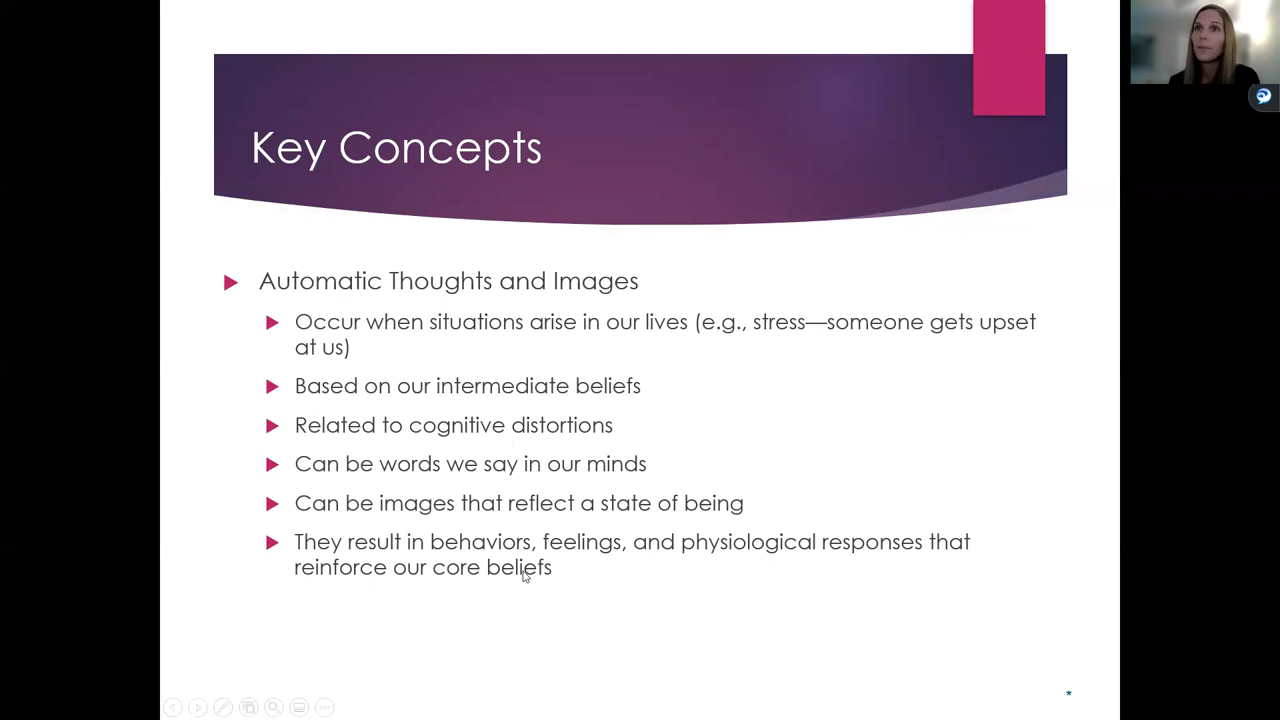 Key Concepts
Automatic Thoughts and Images
Occur when situations arise in our lives (e.g., stress—someone gets upset
at us)
Based on our intermediate beliefs
Related to cognitive distortions
Can be words we say in our minds
Can be images that reflect a state of being
They result in behaviors, feelings, and physiological responses that
reinforce our core beliefs
*